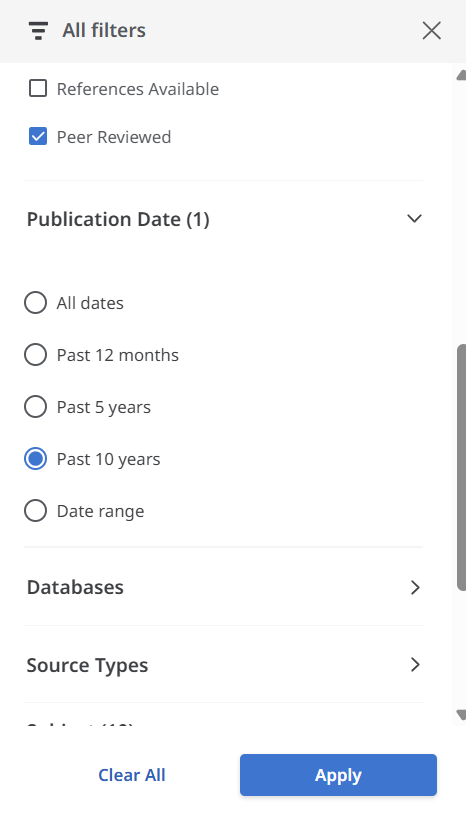 All filters
References Available
Peer Reviewed
Publication Date (1)
All dates
Past 12 months
Past 5 years
Past 10 years
Date range
Databases
Source Types
Clear All
Apply